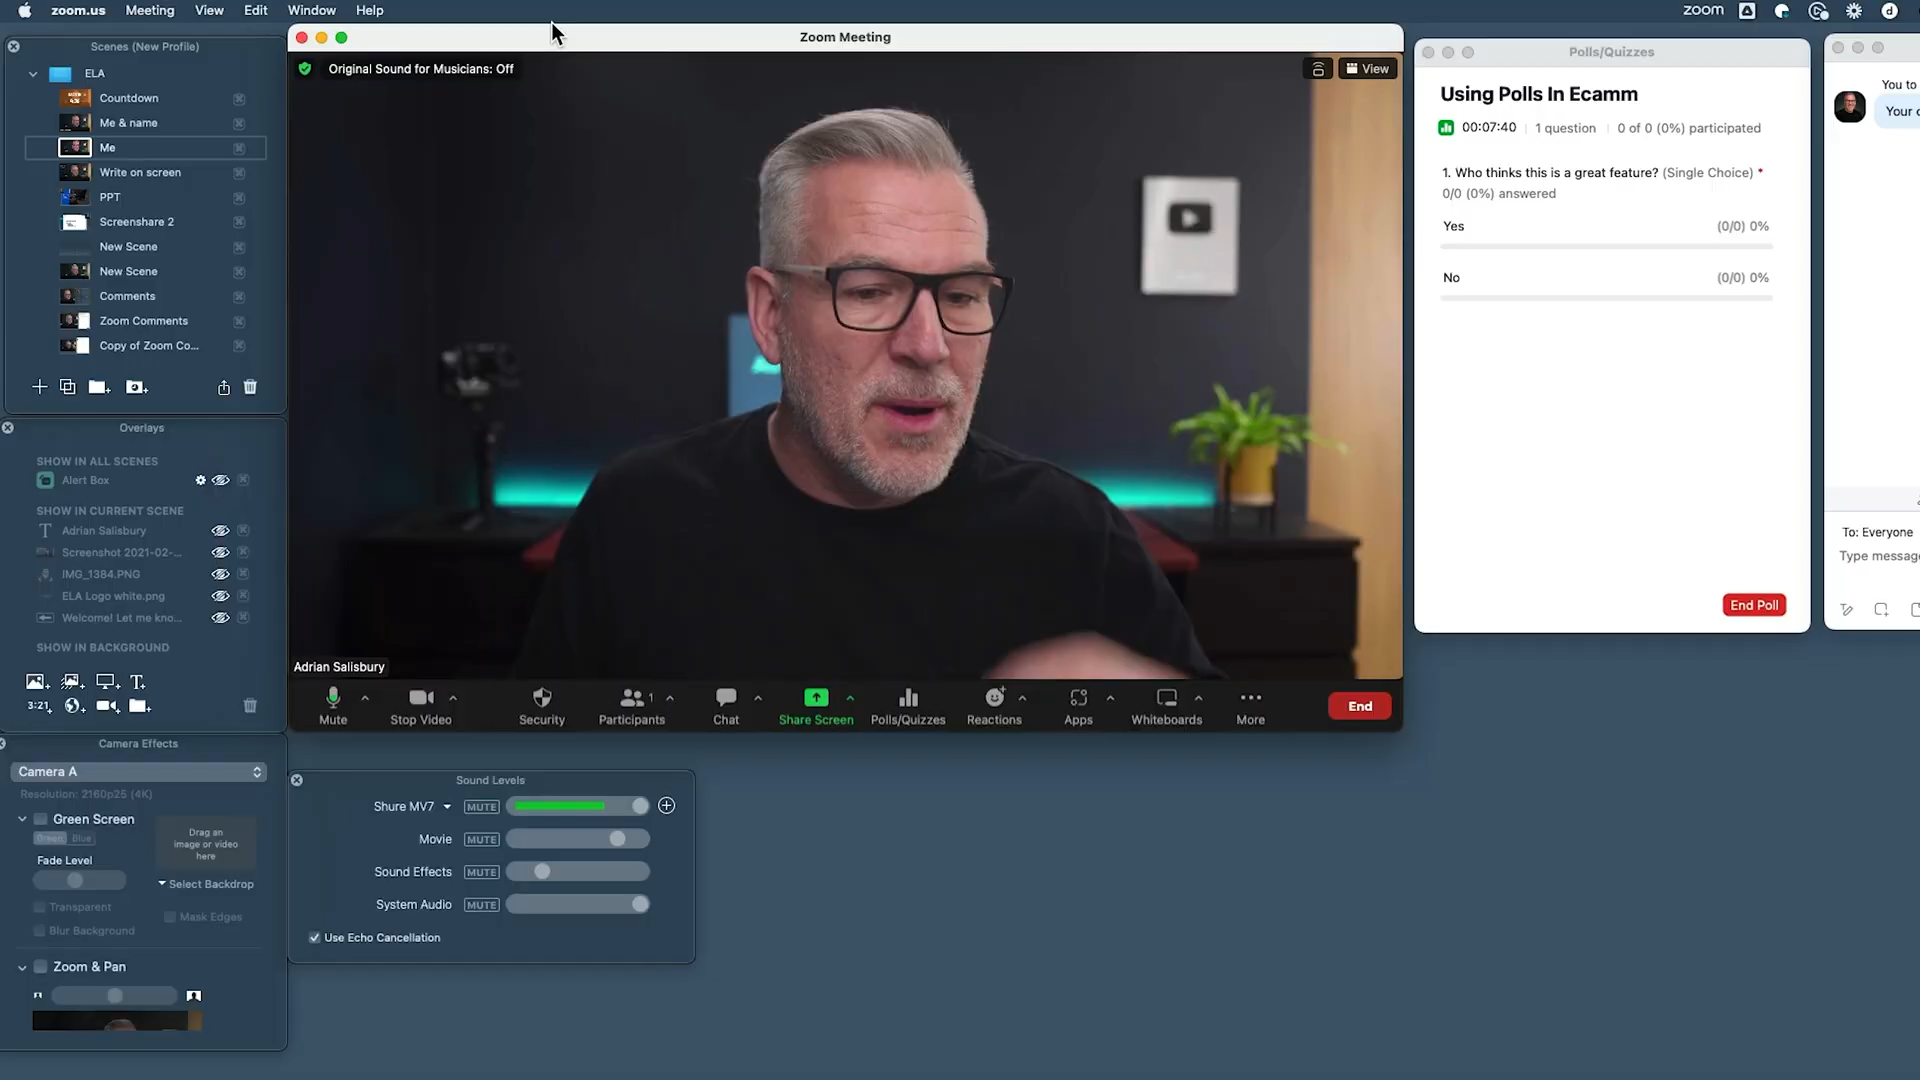 zoom.us Meeting View Edit Window Help
zoom
Scenes (New Profile)
ELA
Countdown
Me & name
Me
Write on screen
PPT
Screenshare 2
New Scene
New Scene
Comments
Zoom Comments
Copy of Zoom Co...
Overlays
SHOW IN ALL SCENES
Alert Box
SHOW IN CURRENT SCENE
Adrian Salisbury
Screenshot 2021-02-...
IMG_1384.PNG
ELA Logo white.png
Welcome! Let me kno...
SHOW IN BACKGROUND
3:21
Camera Effects
Camera A
Resolution: 2160p25 (4K)
Green Screen
Green Blue
Fade Level
Drag an
image or video
here
Select Backdrop
Transparent
Mask Edges
Blur Background
Zoom & Pan
Zoom Meeting
Original Sound for Musicians: Off
View
Adrian Salisbury
Mute
Stop Video
Security
Participants 1
Chat
Share Screen
Polls/Quizzes
Reactions
Apps
Whiteboards
More
End
Sound Levels
Shure MV7 MUTE
Movie MUTE
Sound Effects MUTE
System Audio MUTE
Use Echo Cancellation
Polls/Quizzes
Using Polls In Ecamm
00:07:40 1 question 0 of 0 (0%) participated
1. Who thinks this is a great feature? (Single Choice) *
0/0 (0%) answered
Yes (0/0) 0%
No (0/0) 0%
End Poll
You to
Your
To: Everyone
Type messag